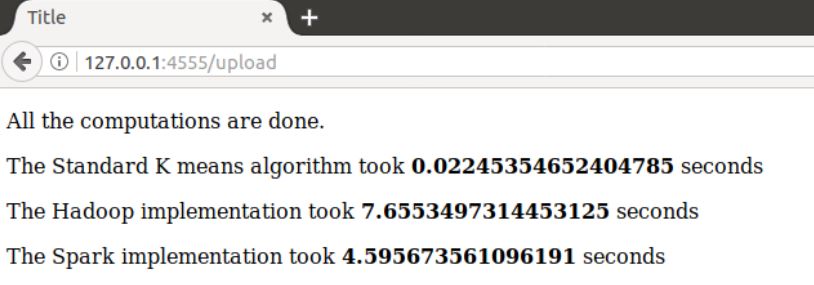 Title
127.0.0.1:4555/upload
All the computations are done.
The Standard K means algorithm took 0.02245354652404785 seconds
The Hadoop implementation took 7.6553497314453125 seconds
The Spark implementation took 4.595673561096191 seconds